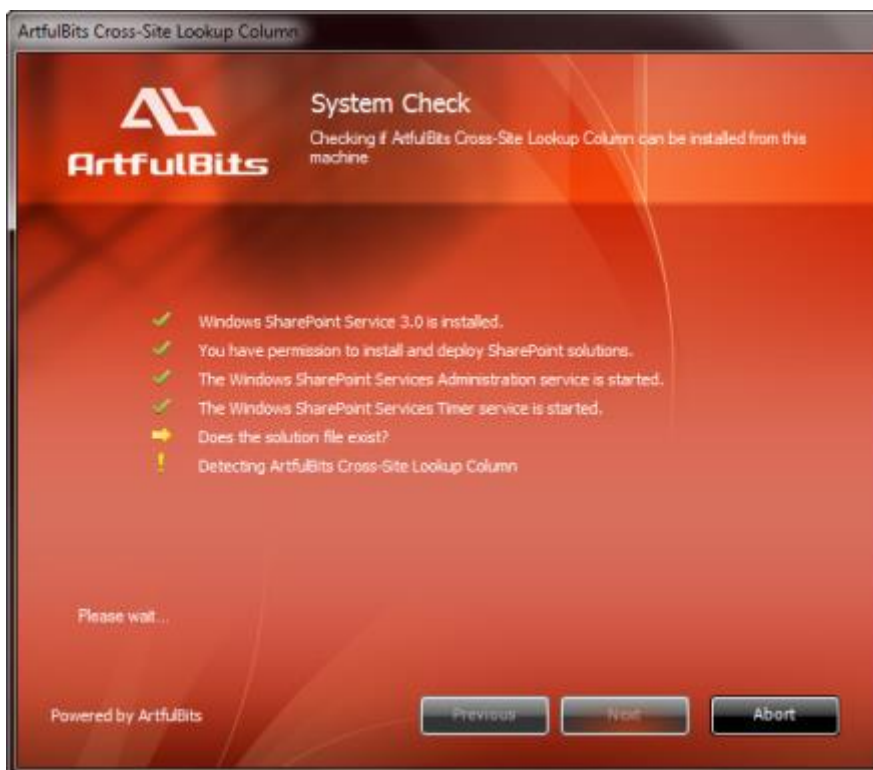 ArtfulBits Cross-Site Lookup Column
System Check
Checking if ArtfulBits Cross-Site Lookup Column can be installed from this
machine
ArtfulBits
Windows SharePoint Service 3.0 is installed.
You have permission to install and deploy SharePoint solutions.
The Windows SharePoint Services Administration service is started.
The Windows SharePoint Services Timer service is started.
Does the solution file exist?
Detecting ArtfulBits Cross-Site Lookup Column
Please wait...
Powered by ArtfulBits
Previous
Next
Abort